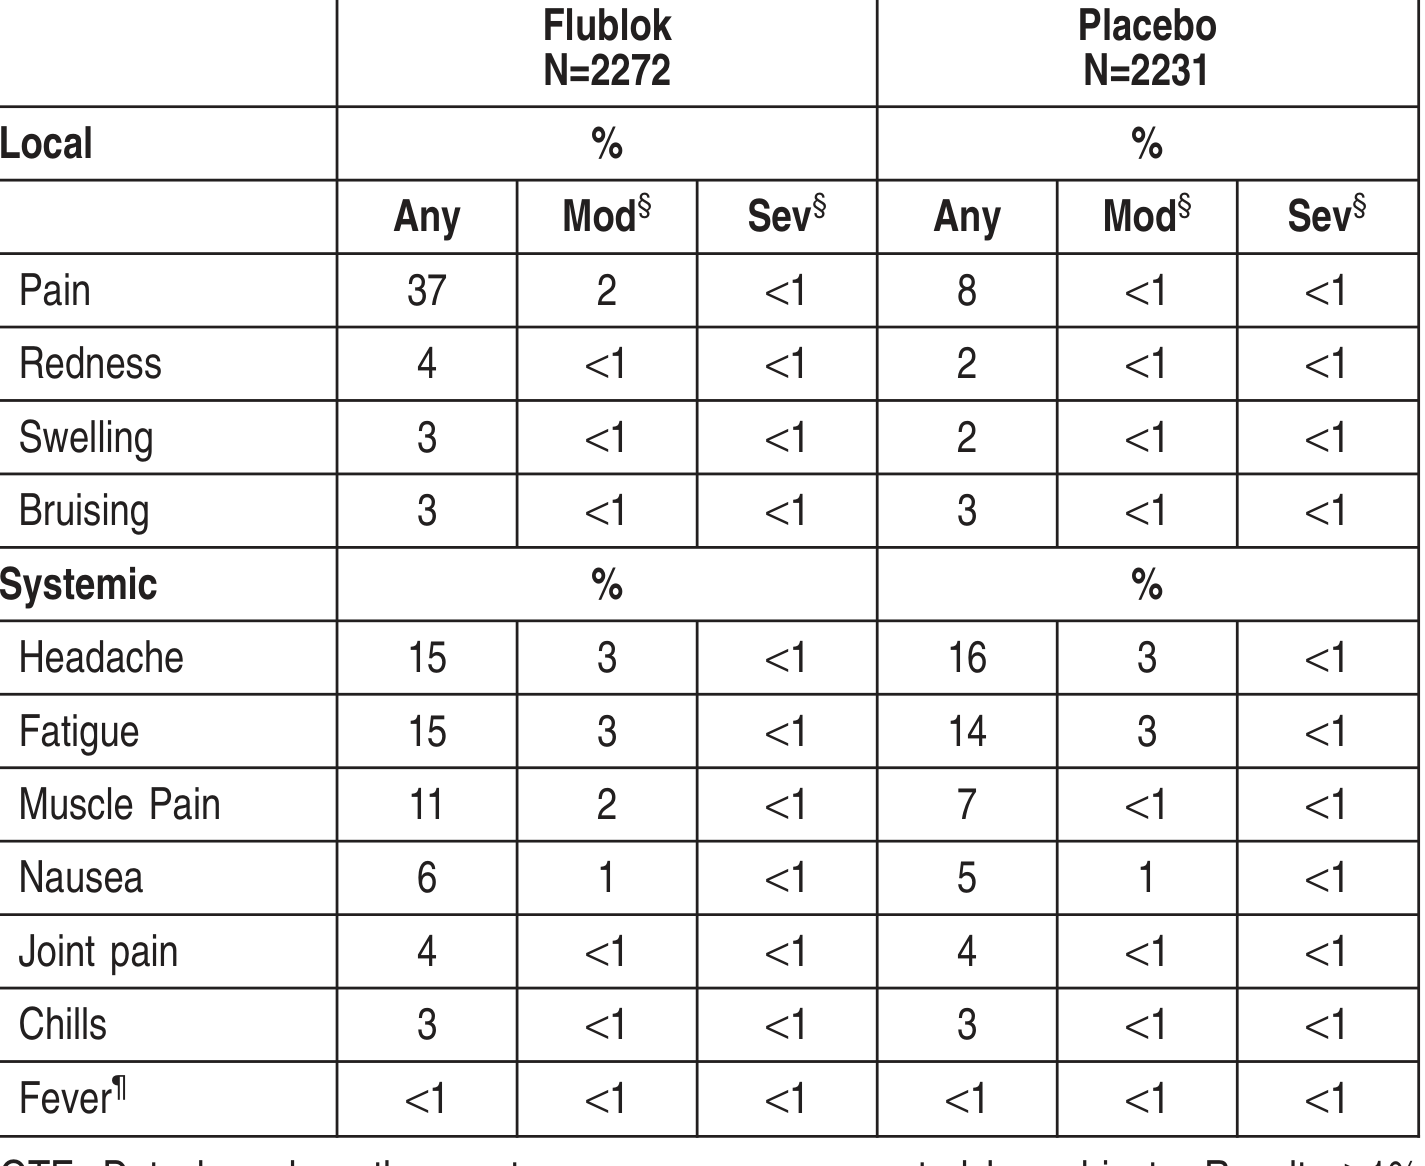 Flublok Placebo
N=2272 N=2231
Local % %
Any Mod§ Sev§ Any Mod§ Sev§
Pain 37 2 <1 8 <1 <1
Redness 4 <1 <1 2 <1 <1
Swelling 3 <1 <1 2 <1 <1
Bruising 3 <1 <1 3 <1 <1
Systemic % %
Headache 15 3 <1 16 3 <1
Fatigue 15 3 <1 14 3 <1
Muscle Pain 11 2 <1 7 <1 <1
Nausea 6 1 <1 5 1 <1
Joint pain 4 <1 <1 4 <1 <1
Chills 3 <1 <1 3 <1 <1
Fever¶ <1 <1 <1 <1 <1 <1